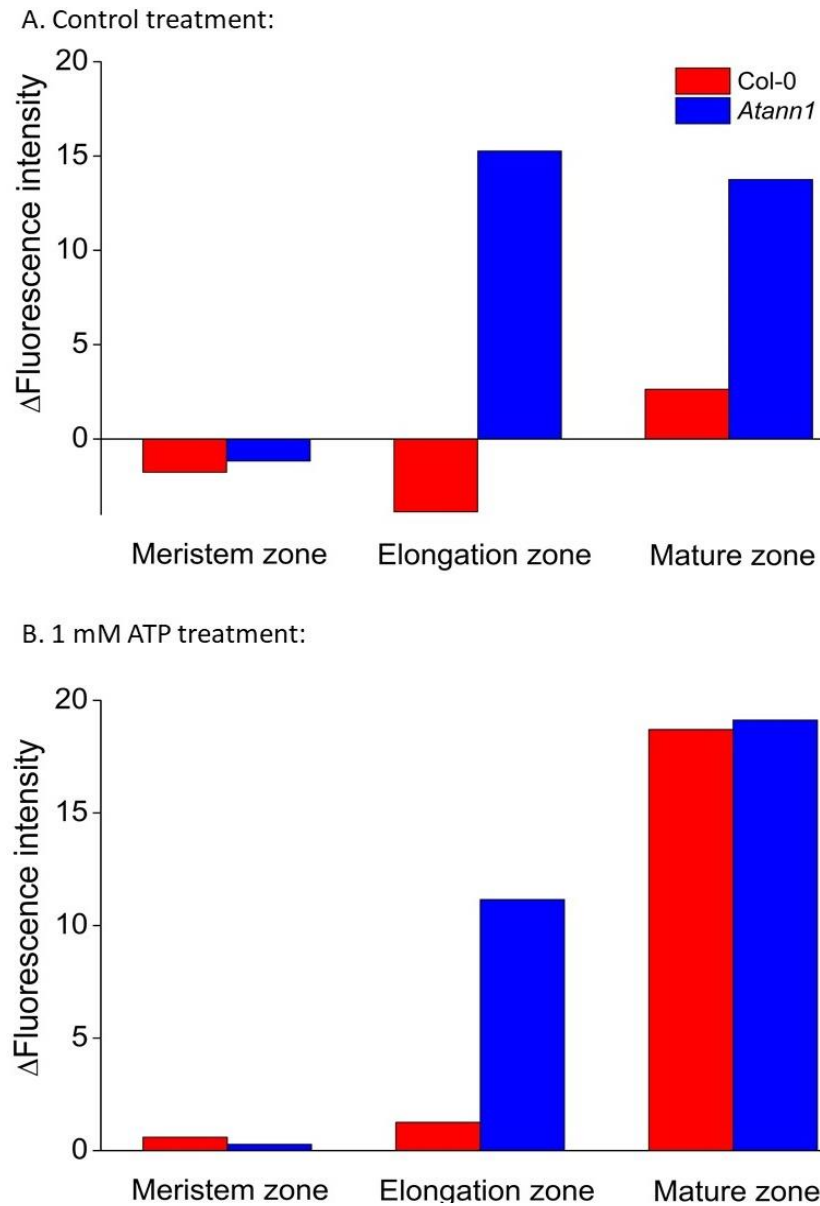 A. Control treatment:
20
Col-0
Atann1
15
10
5
0
ΔFluorescence intensity
Meristem zone
Elongation zone
Mature zone
B. 1 mM ATP treatment:
20
15
10
5
0
ΔFluorescence intensity
Meristem zone
Elongation zone
Mature zone